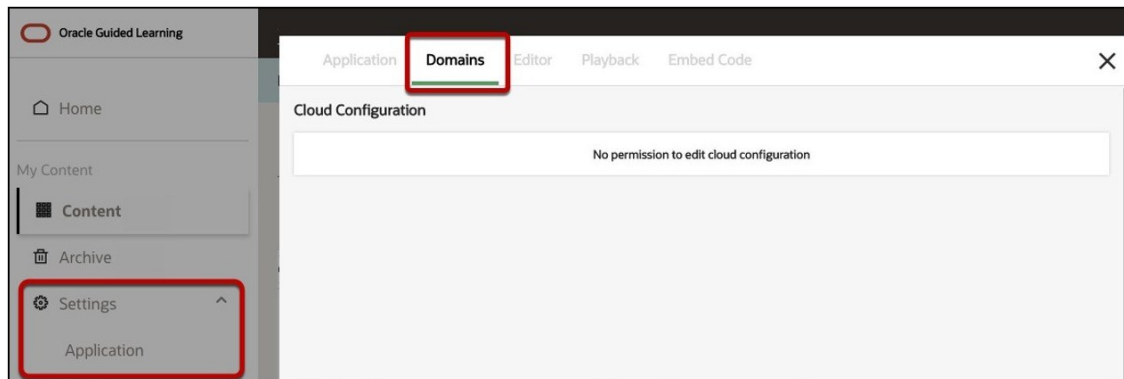 Oracle Guided Learning
Home
My Content
Content
Archive
Settings
Application
Application Domains Editor Playback Embed Code
Cloud Configuration
No permission to edit cloud configuration